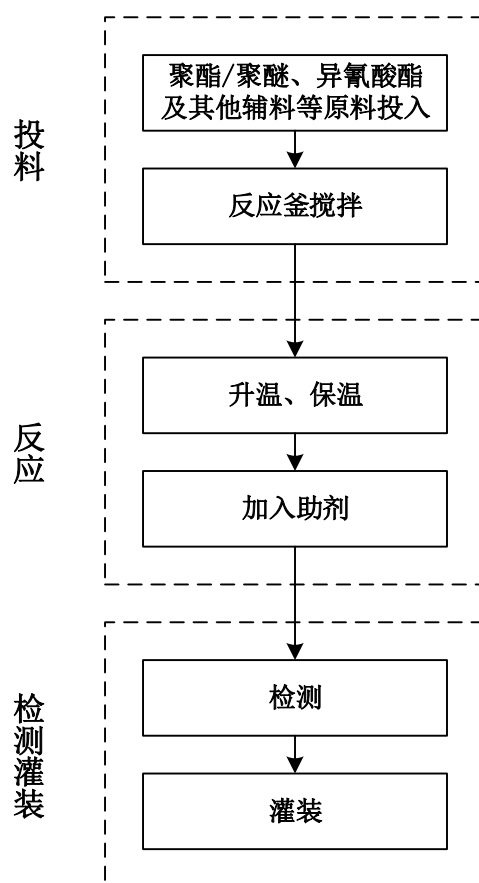 投料
聚酯/聚醚、异氰酸酯
及其他辅料等原料投入
反应釜搅拌
反应
升温、保温
加入助剂
检测灌装
检测
灌装